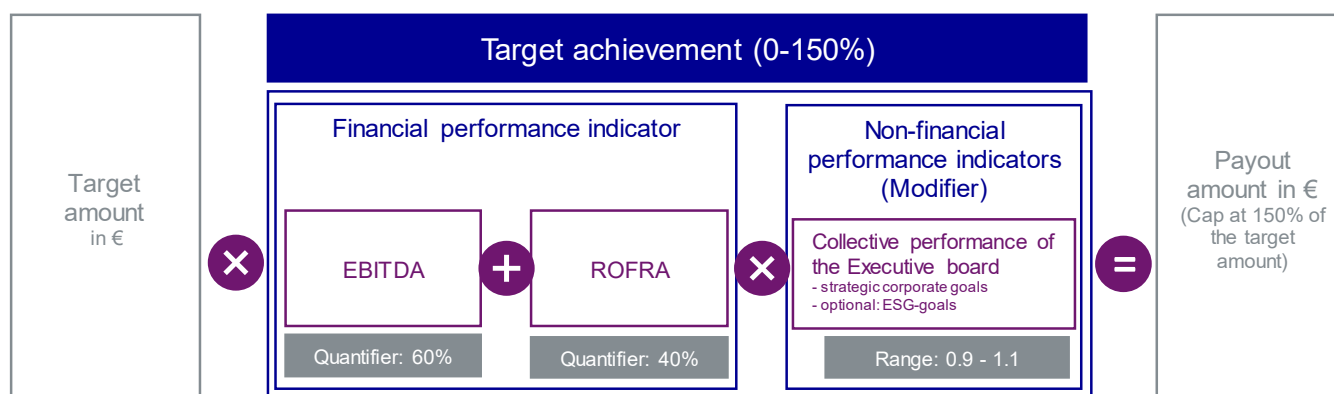 Target achievement (0-150%)
Target
amount
in €
×
Financial performance indicator
EBITDA
Quantifier: 60%
+
ROFRA
Quantifier: 40%
×
Non-financial
performance indicators
(Modifier)
Collective performance of
the Executive board
- strategic corporate goals
- optional: ESG-goals
Range: 0.9 - 1.1
=
Payout
amount in €
(Cap at 150% of
the target
amount)